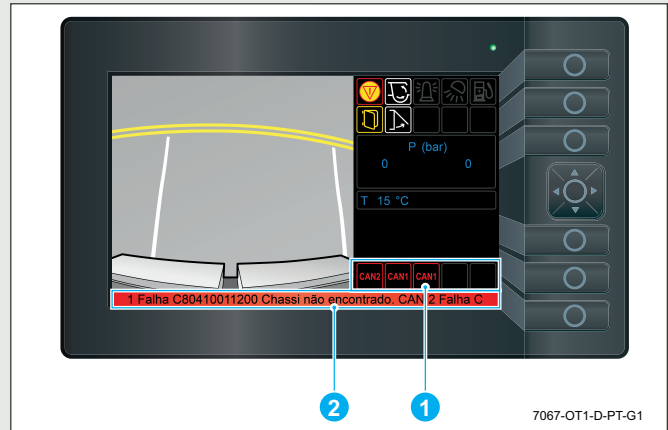 P (bar)
0 0
T 15 °C
CAN2 CAN1 CAN1
1 Falha C80410011200 Chassi não encontrado. CAN 2 Falha C
2 1
7067-OT1-D-PT-G1